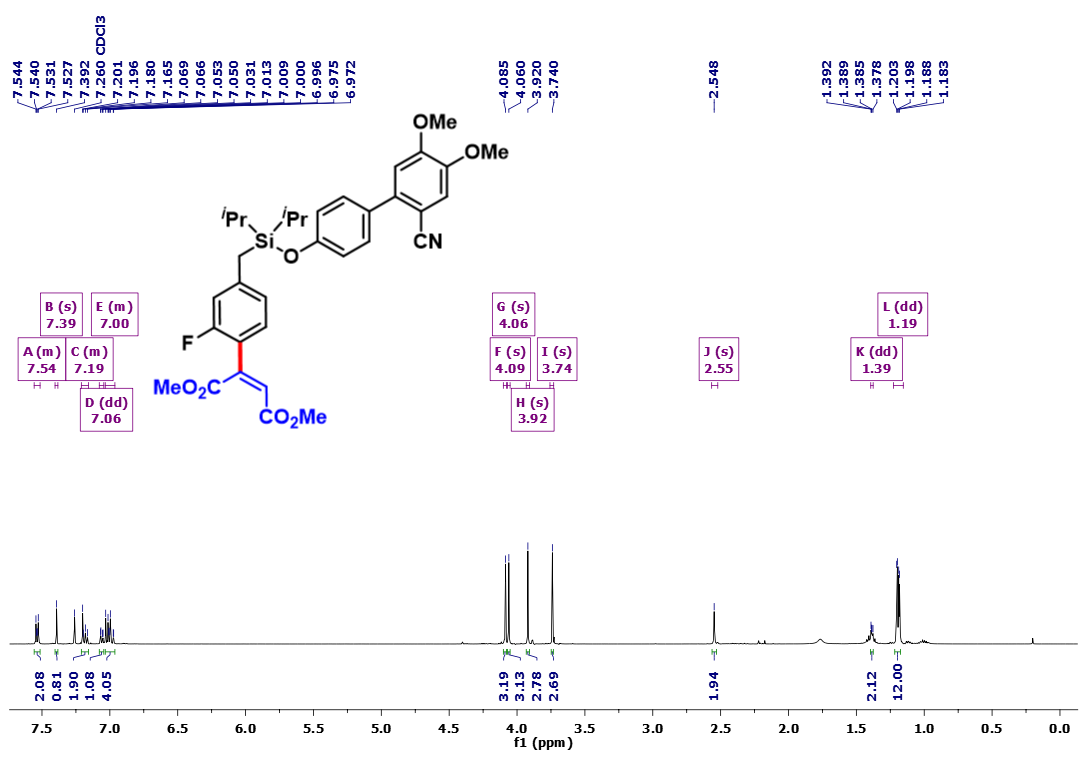 7.544
7.540
7.531
7.527
7.392
7.260 CDCl3
7.201
7.196
7.180
7.165
7.069
7.066
7.053
7.050
7.031
7.013
7.009
7.000
6.996
6.975
6.972
4.085
4.060
3.920
3.740
2.548
1.392
1.389
1.385
1.378
1.203
1.198
1.188
1.183
OMe
OMe
iPr
iPr
Si
O
CN
F
MeO2C
CO2Me
B (s)
7.39
E (m)
7.00
G (s)
4.06
L (dd)
1.19
A (m)
7.54
C (m)
7.19
F (s)
4.09
I (s)
3.74
J (s)
2.55
K (dd)
1.39
D (dd)
7.06
H (s)
3.92
2.08
0.81
1.90
1.08
4.05
3.19
3.13
2.78
2.69
1.94
2.12
12.00
7.5 7.0 6.5 6.0 5.5 5.0 4.5 4.0 3.5 3.0 2.5 2.0 1.5 1.0 0.5 0.0
f1 (ppm)